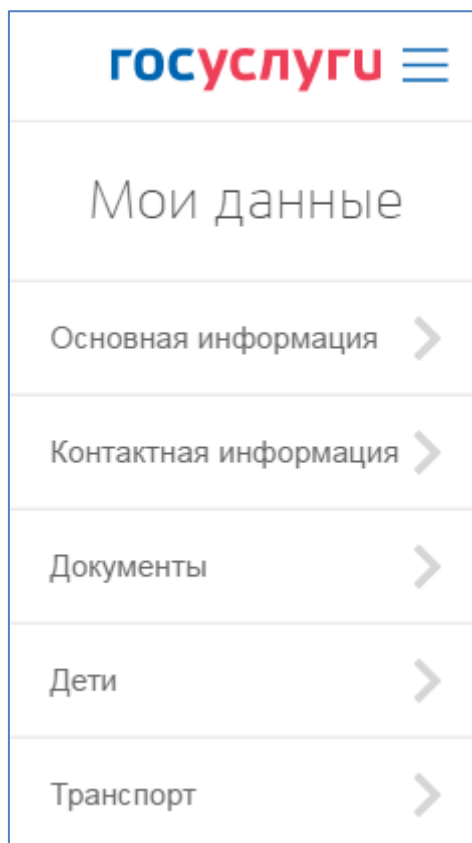 госуслуги
Мои данные
Основная информация
Контактная информация
Документы
Дети
Транспорт